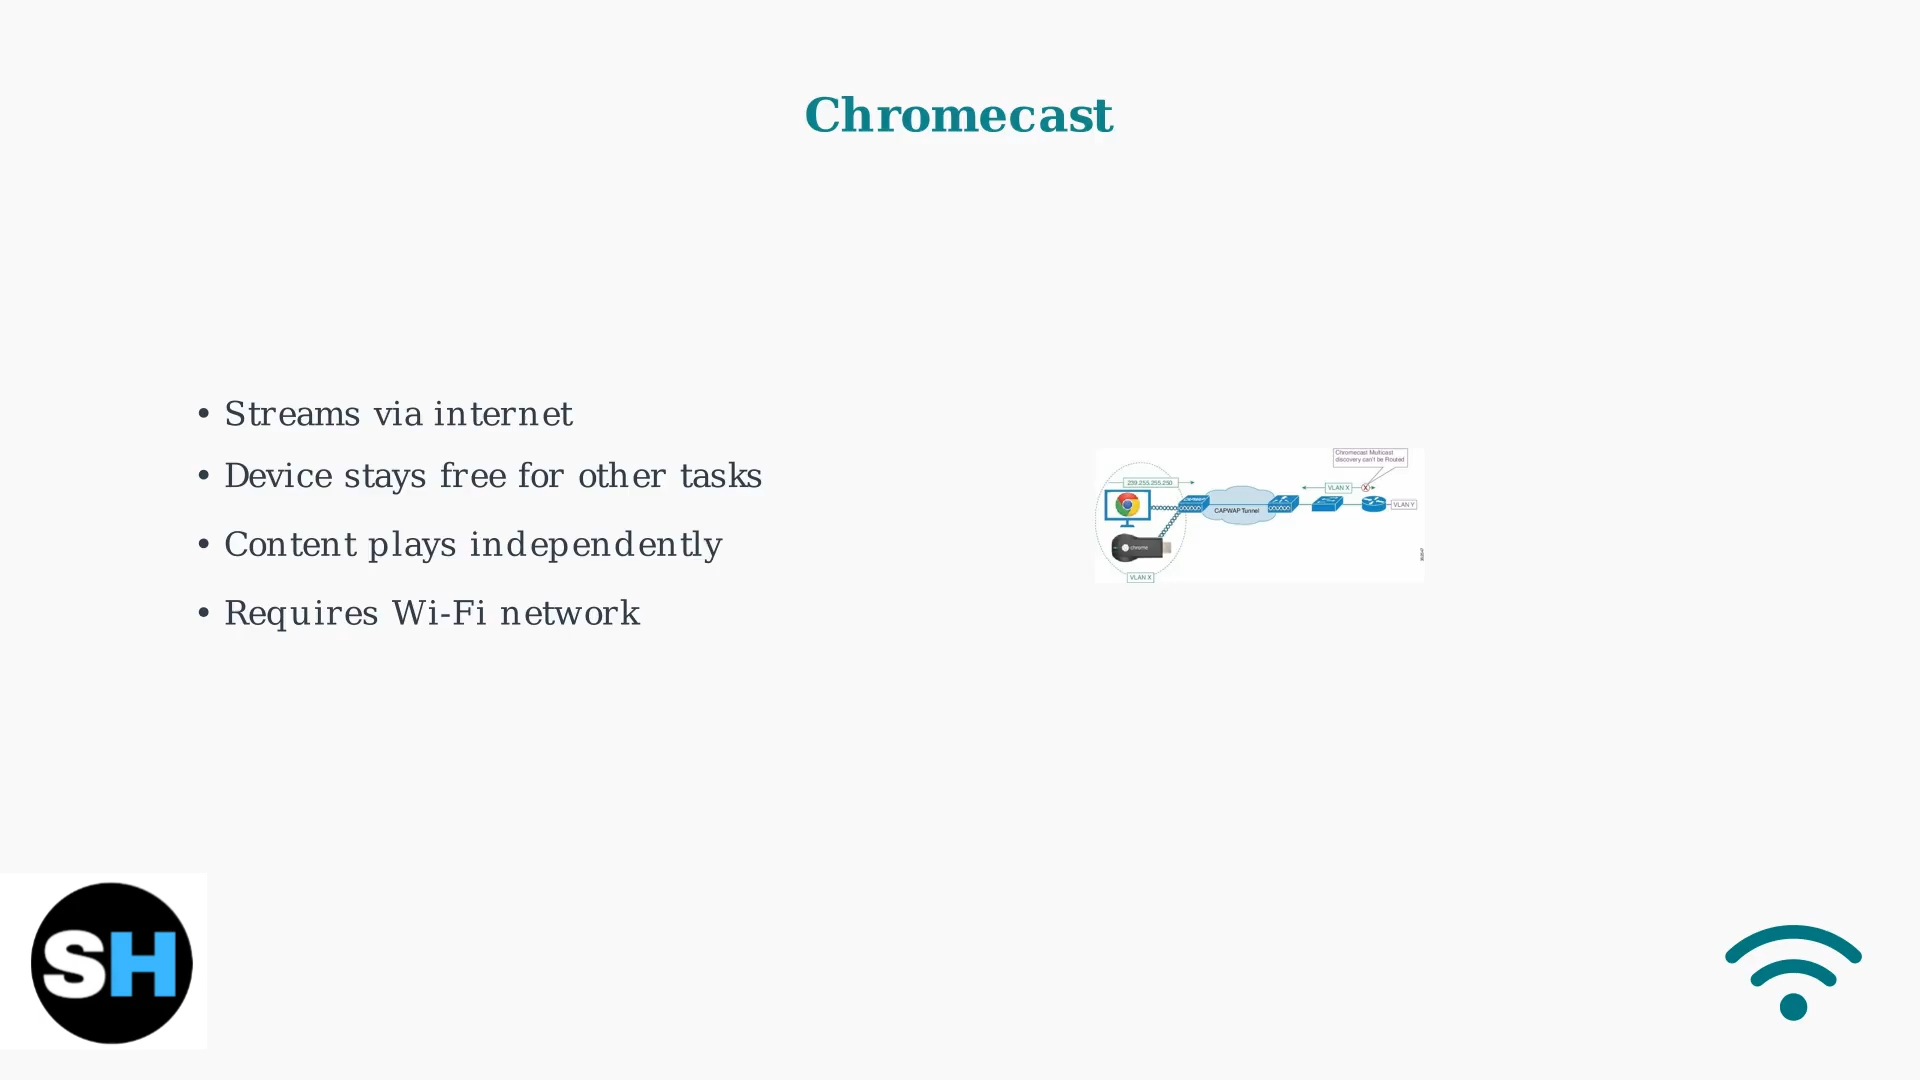 Chromecast
• Streams via internet
• Device stays free for other tasks
• Content plays independently
• Requires Wi-Fi network
Chromecast Multicast
discovery can't be Routed
239.255.255.250
VLAN X
X
CAPWAP Tunnel
VLAN Y
chrome
VLAN X
SH